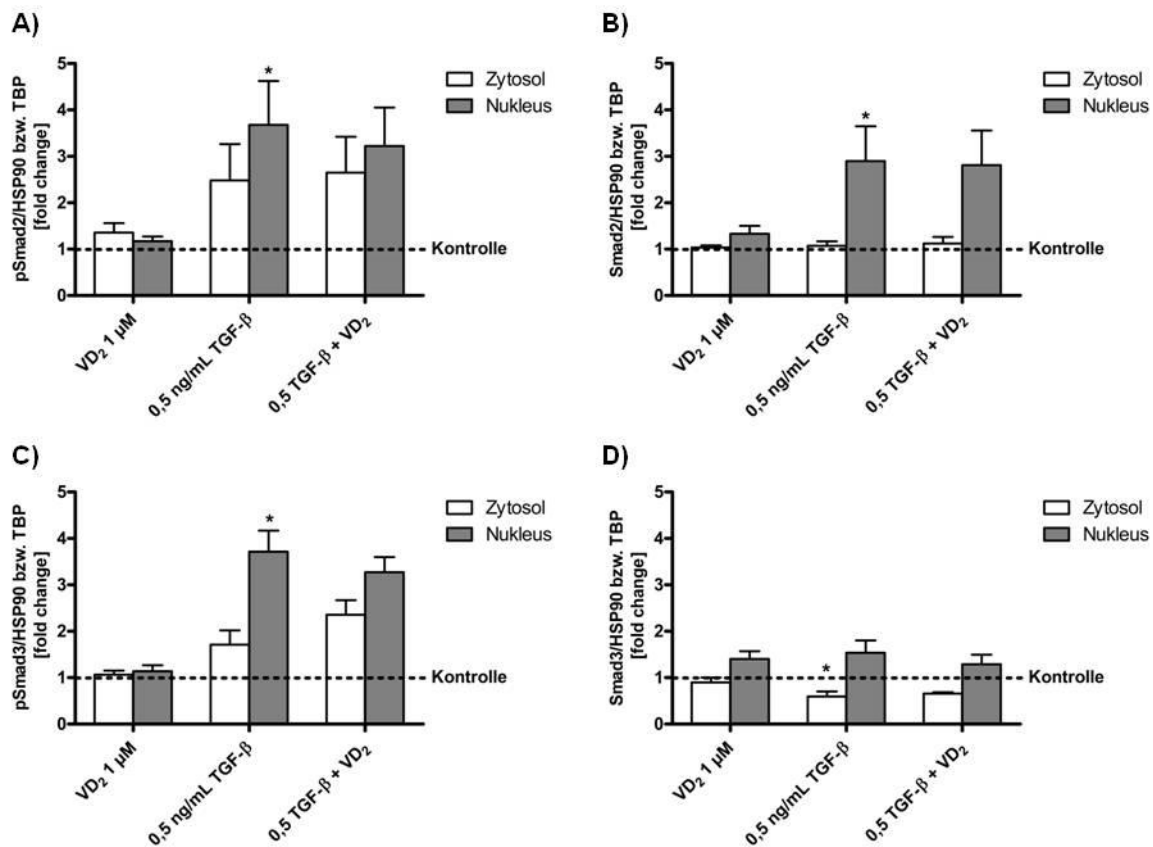 A)
pSmad2/HSP90 bzw. TBP
[fold change]
5
4
3
2
1
0
*
Zytosol
Nukleus
Kontrolle
VD₂ 1 µM
0,5 ng/mL TGF-β
0,5 TGF-β + VD₂
B)
Smad2/HSP90 bzw. TBP
[fold change]
5
4
3
2
1
0
*
Zytosol
Nukleus
Kontrolle
VD₂ 1 µM
0,5 ng/mL TGF-β
0,5 TGF-β + VD₂
C)
pSmad3/HSP90 bzw. TBP
[fold change]
5
4
3
2
1
0
*
Zytosol
Nukleus
Kontrolle
VD₂ 1 µM
0,5 ng/mL TGF-β
0,5 TGF-β + VD₂
D)
Smad3/HSP90 bzw. TBP
[fold change]
5
4
3
2
1
0
*
Zytosol
Nukleus
Kontrolle
VD₂ 1 µM
0,5 ng/mL TGF-β
0,5 TGF-β + VD₂